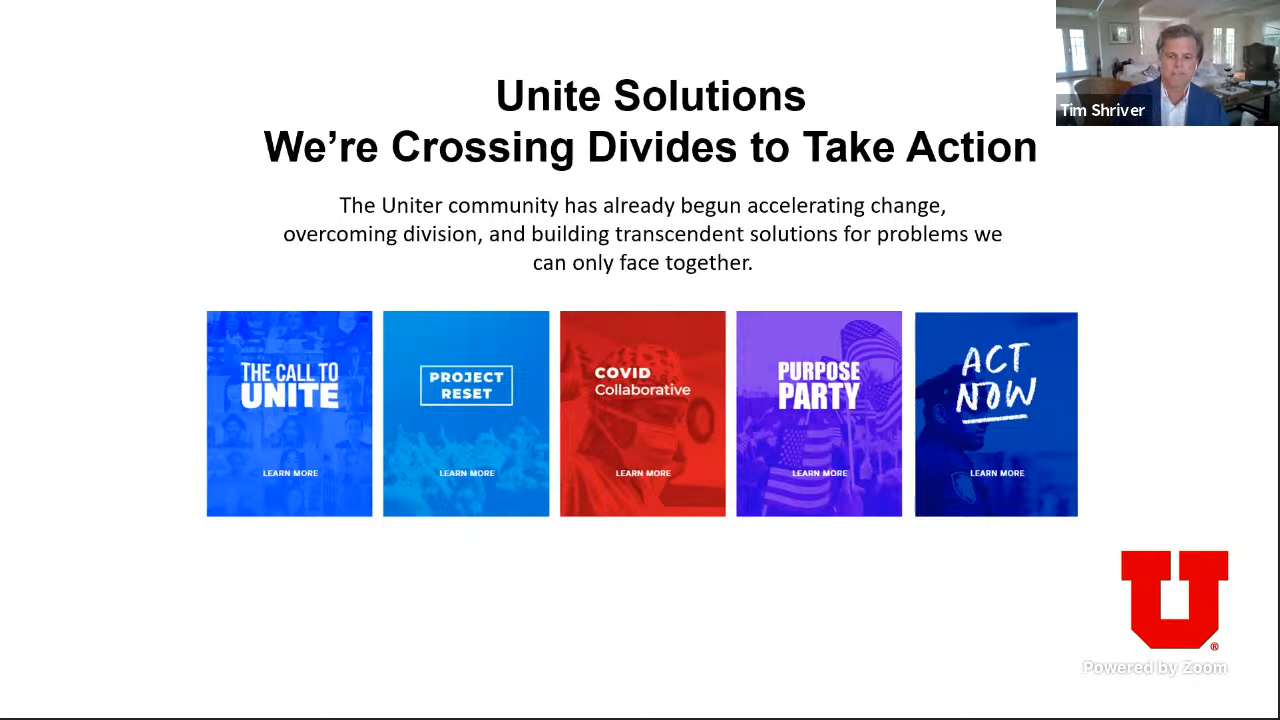 Tim Shriver
Unite Solutions
We're Crossing Divides to Take Action
The Uniter community has already begun accelerating change,
overcoming division, and building transcendent solutions for problems we
can only face together.
THE CALL TO
UNITE
LEARN MORE
PROJECT
RESET
LEARN MORE
COVID
Collaborative
LEARN MORE
PURPOSE
PARTY
LEARN MORE
ACT
NOW
LEARN MORE
U®
Powered by Zoom